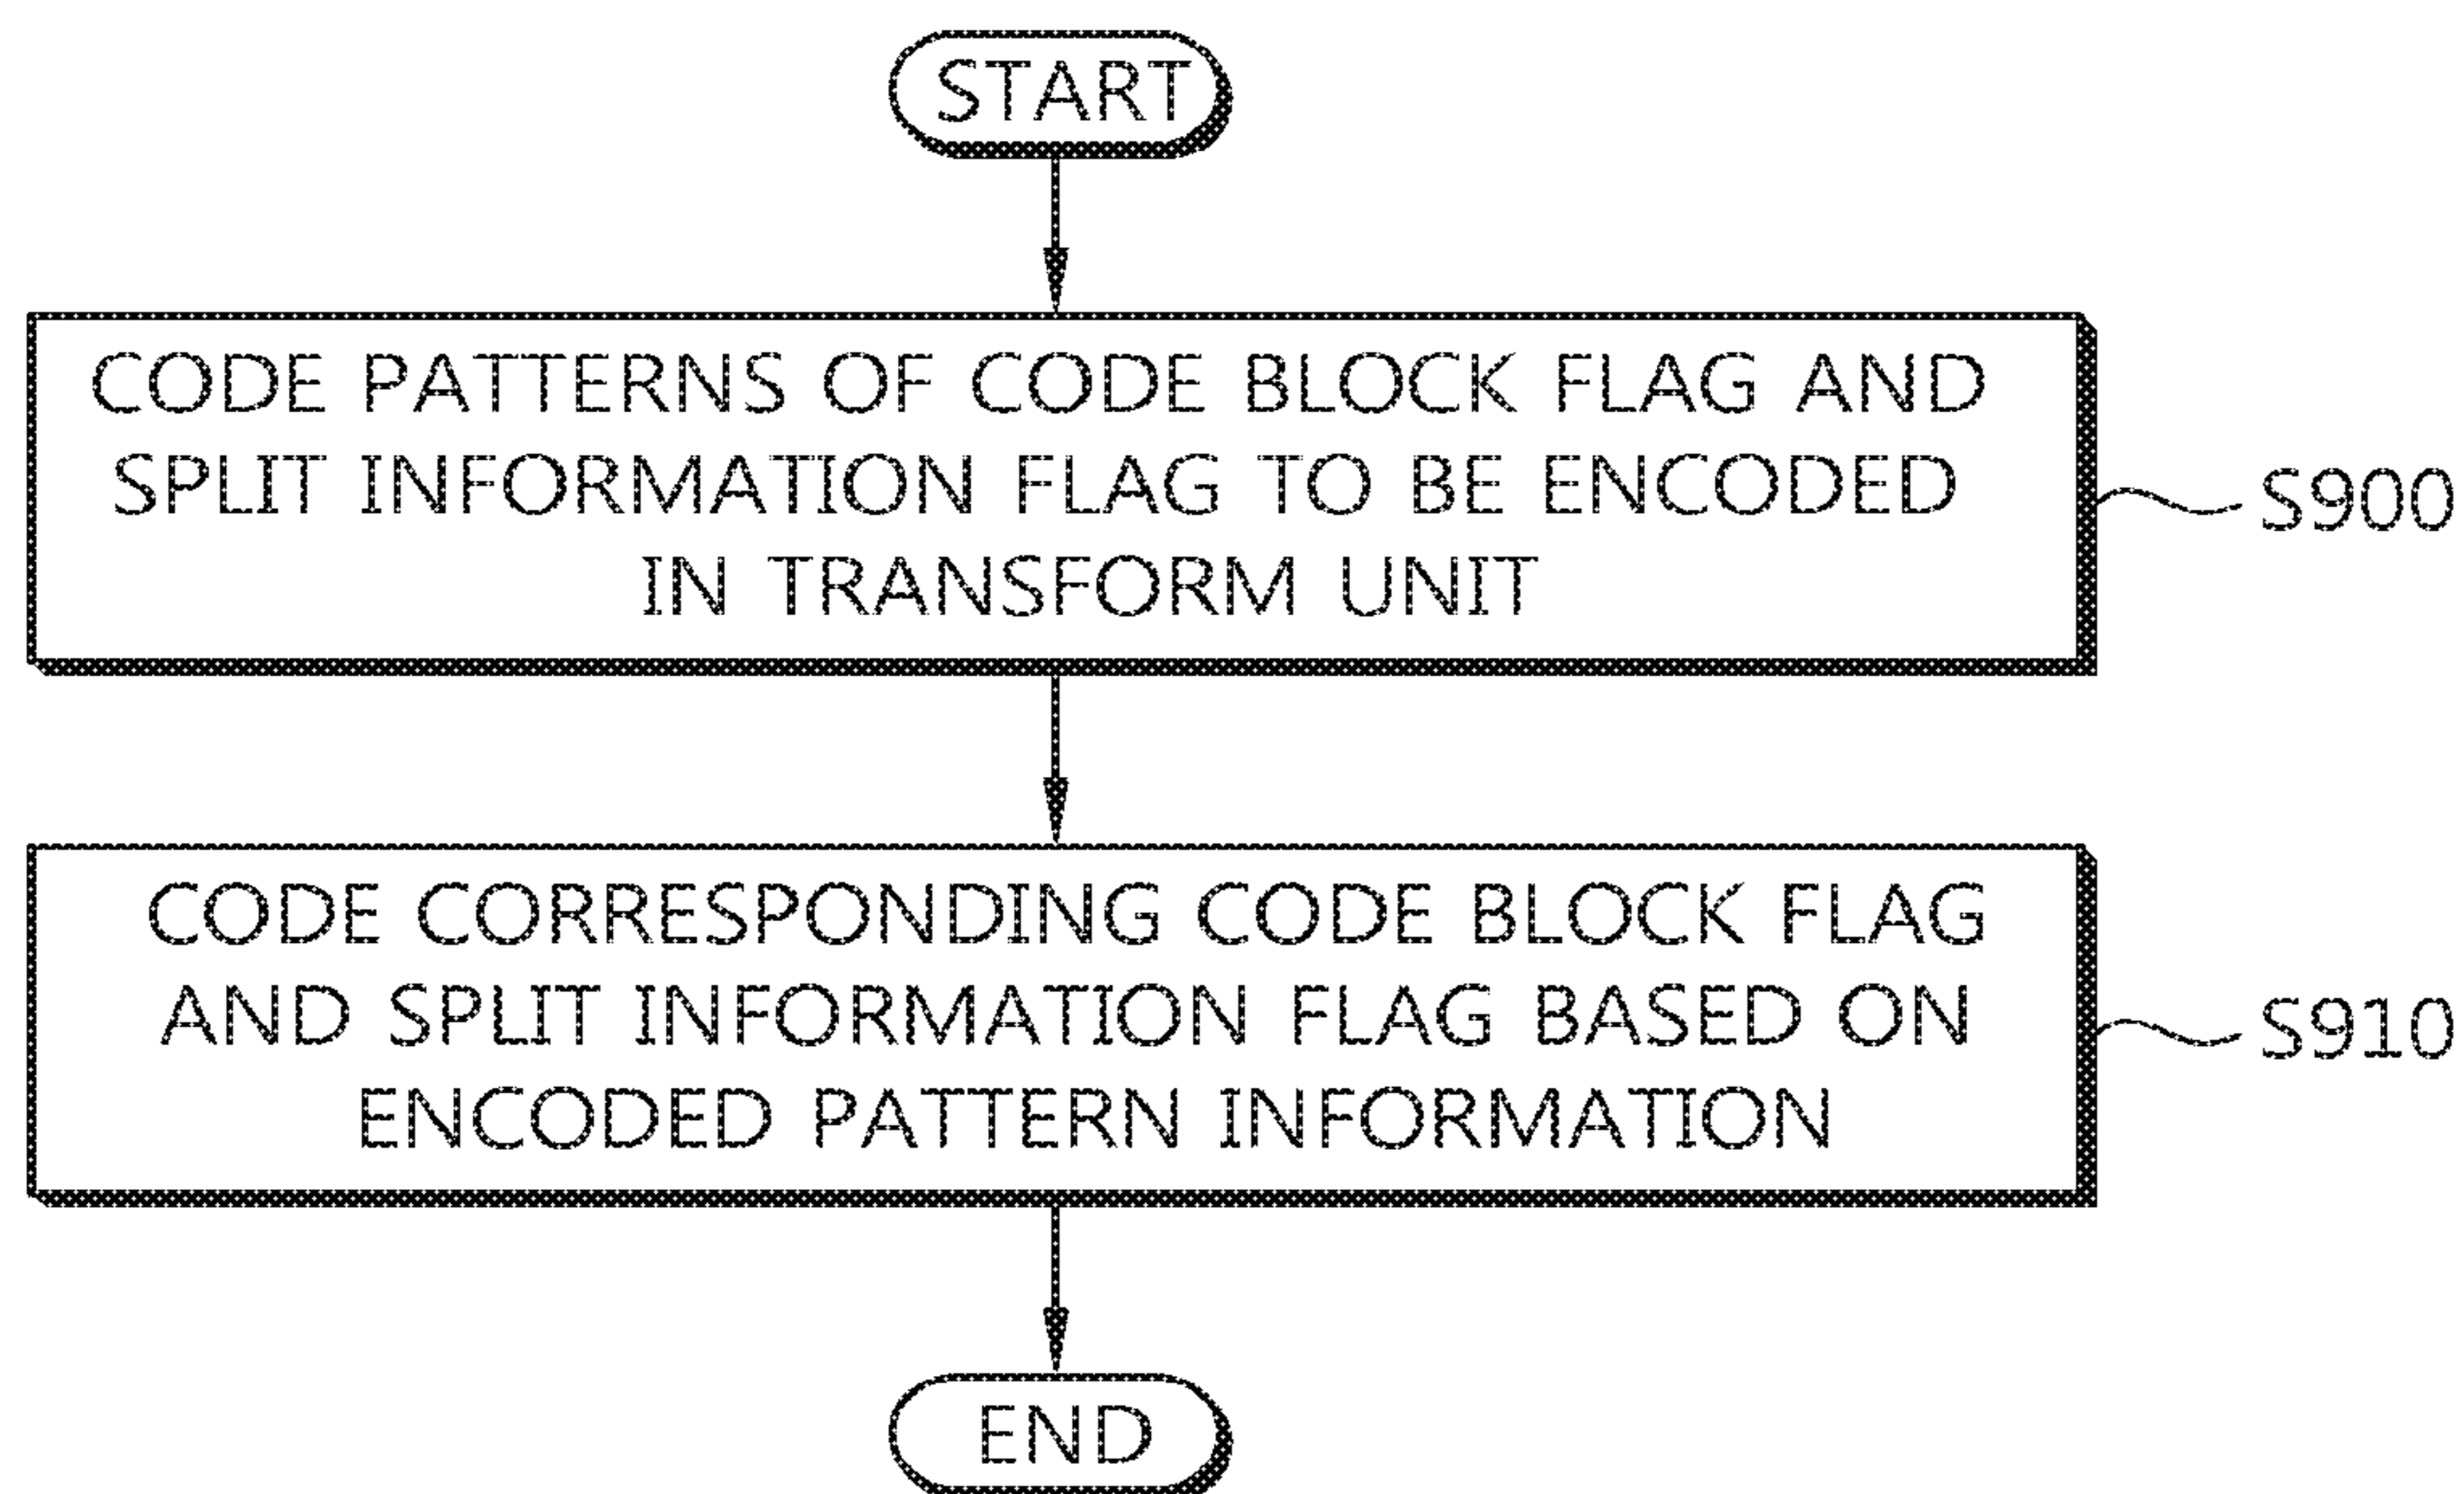 START
CODE PATTERNS OF CODE BLOCK FLAG AND
SPLIT INFORMATION FLAG TO BE ENCODED
IN TRANSFORM UNIT
S900
CODE CORRESPONDING CODE BLOCK FLAG
AND SPLIT INFORMATION FLAG BASED ON
ENCODED PATTERN INFORMATION
S910
END